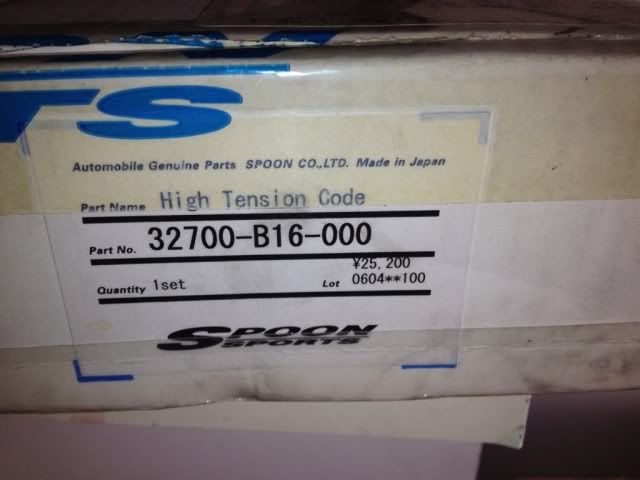 TS
Automobile Genuine Parts SPOON CO.,LTD. Made in Japan
Part Name High Tension Code
Part No. 32700-B16-000
¥25,200
Quantity 1set Lot 0604**100
SPOON
SPORTS